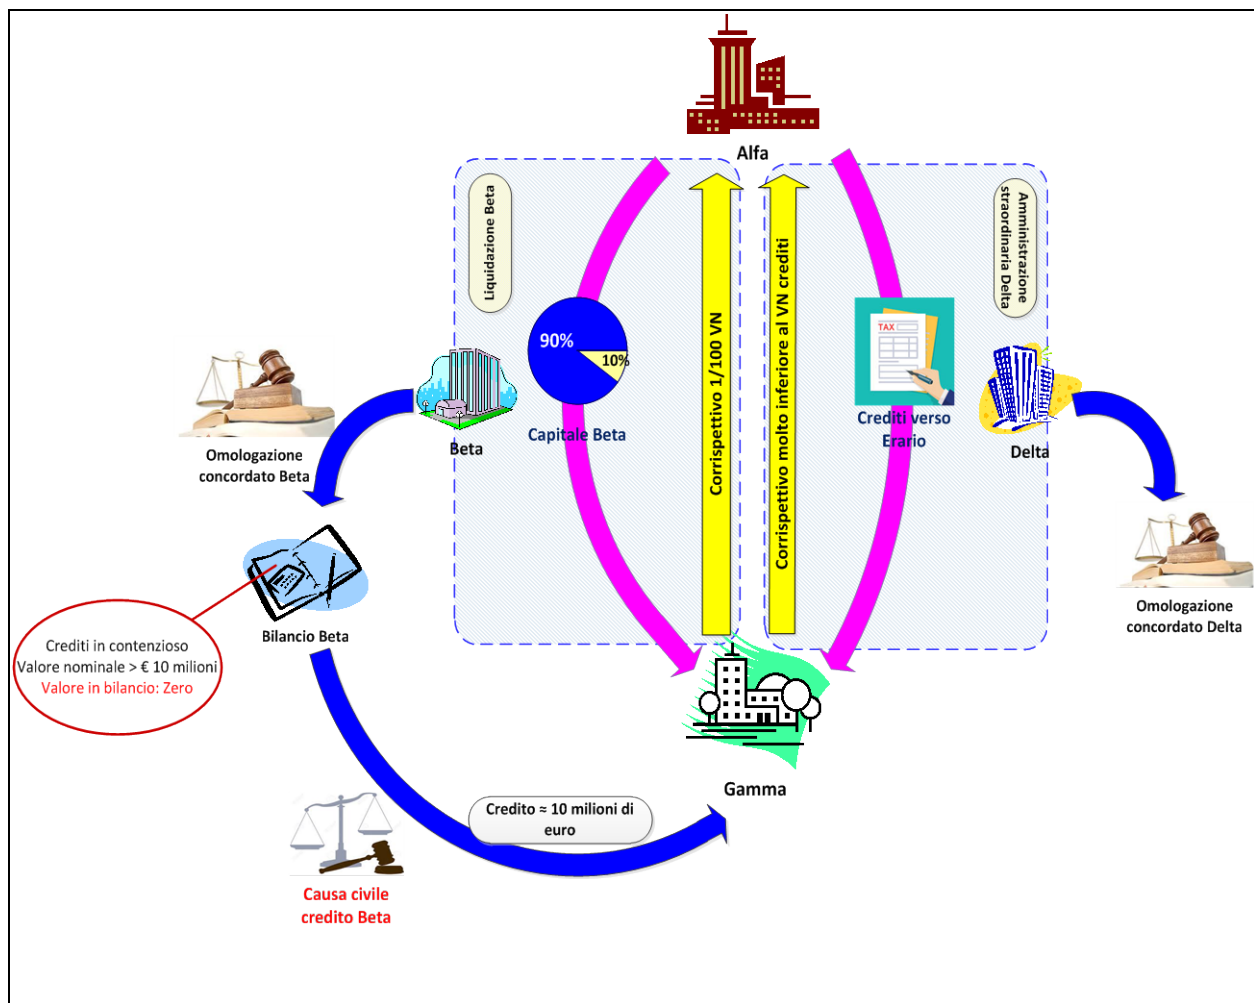 Alfa
Liquidazione Beta
Amministrazione
straordinaria Delta
Corrispettivo 1/100 VN
Corrispettivo molto inferiore al VN crediti
90%
10%
TAX
Capitale Beta
Crediti verso
Erario
Beta
Delta
Omologazione
concordato Beta
Omologazione
concordato Delta
Bilancio Beta
Crediti in contenzioso
Valore nominale > € 10 milioni
Valore in bilancio: Zero
Gamma
Credito ≈ 10 milioni di
euro
Causa civile
credito Beta